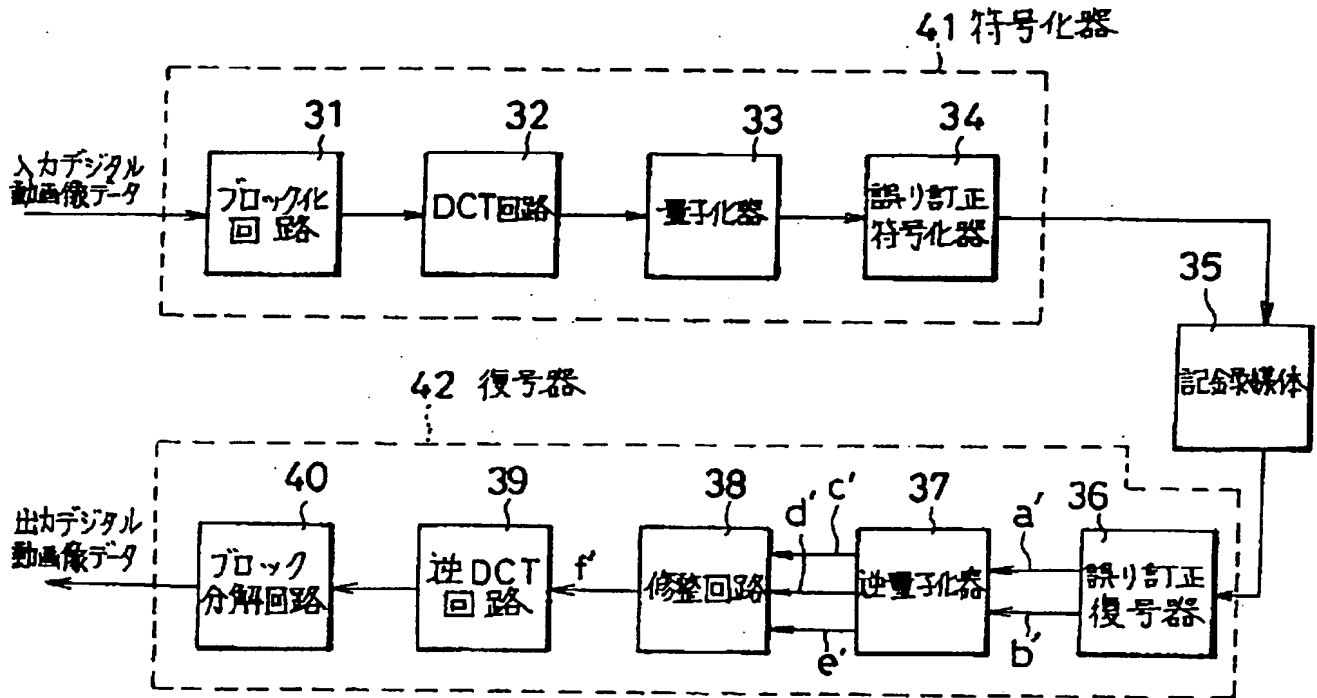 41 符号化器
31
32
33
34
入力デジタル
動画像データ
ブロック化
回路
DCT回路
量子化器
誤り訂正
符号化器
35
記録媒体
42 復号器
40
39
38
37
36
出力デジタル
動画像データ
ブロック
分解回路
逆DCT
回路
f'
修整回路
d'
c'
e'
逆量子化器
a'
b'
誤り訂正
復号器